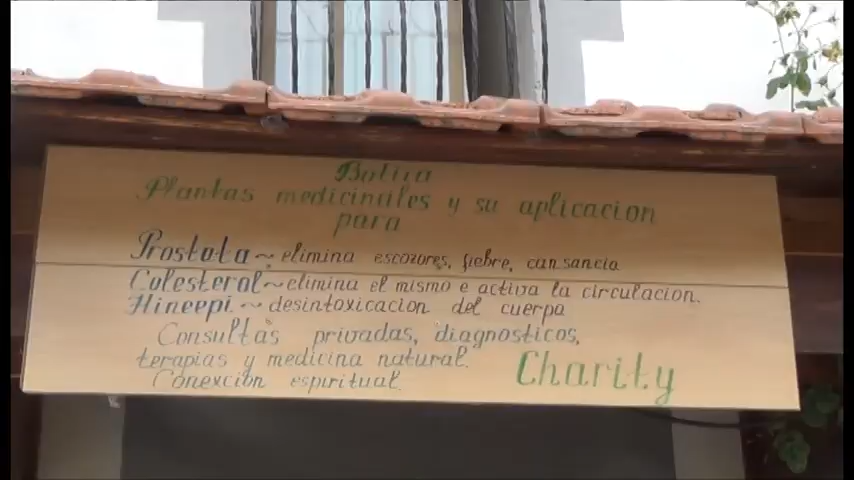 Botica
Plantas medicinales y su aplicacion
para
Prostata ~ elimina escozores, fiebre, cansancio
Colesterol ~ elimina el mismo e activa la circulacion.
Hineepi ~ desintoxicacion del cuerpo
Consultas privadas, diagnosticos,
terapias y medicina natural.
Conexion espiritual.
Charity